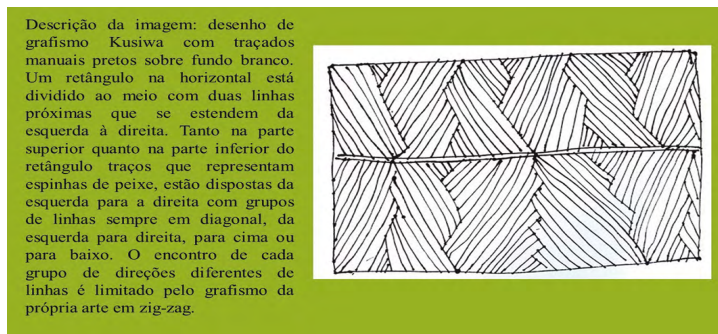 Descrição da imagem: desenho de
grafismo Kusiwa com traçados
manuais pretos sobre fundo branco.
Um retângulo na horizontal está
dividido ao meio com duas linhas
próximas que se estendem da
esquerda à direita. Tanto na parte
superior quanto na parte inferior do
retângulo traços que representam
espinhas de peixe, estão dispostas da
esquerda para a direita com grupos
de linhas sempre em diagonal, da
esquerda para direita, para cima ou
para baixo. O encontro de cada
grupo de direções diferentes de
linhas é limitado pelo grafismo da
própria arte em zig-zag.